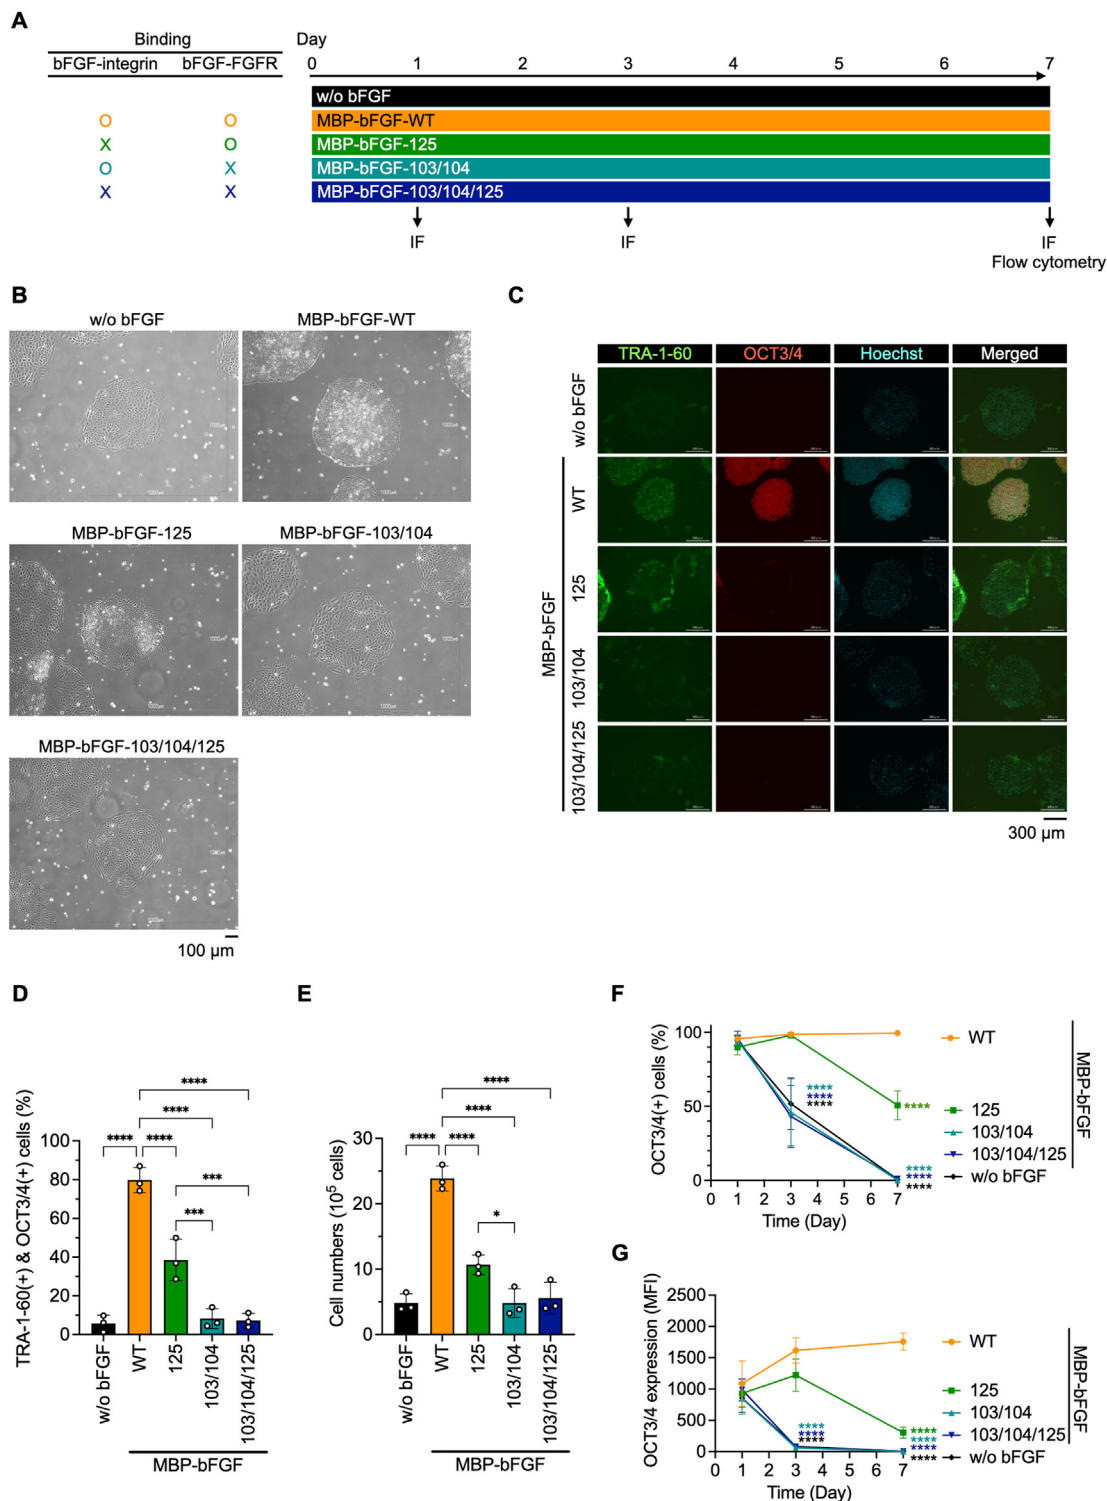 A
Binding
bFGF-integrin bFGF-FGFR
Day
0 1 2 3 4 5 6 7
w/o bFGF
O O MBP-bFGF-WT
X O MBP-bFGF-125
O X MBP-bFGF-103/104
X X MBP-bFGF-103/104/125
IF IF IF
Flow cytometry
B
w/o bFGF MBP-bFGF-WT
MBP-bFGF-125 MBP-bFGF-103/104
MBP-bFGF-103/104/125
100 µm
C
TRA-1-60 OCT3/4 Hoechst Merged
w/o bFGF
WT
125
103/104
103/104/125
MBP-bFGF
300 µm
D
TRA-1-60(+) & OCT3/4(+) cells (%)
100
80
60
40
20
0
****
****
**** ****
***
***
w/o bFGF WT 125 103/104 103/104/125
MBP-bFGF
E
Cell numbers (10⁵ cells)
30
20
10
0
****
****
**** ****
*
w/o bFGF WT 125 103/104 103/104/125
MBP-bFGF
F
OCT3/4(+) cells (%)
100
50
0
0 1 2 3 4 5 6 7
Time (Day)
****
****
****
****
****
****
****
WT
125
103/104
103/104/125
w/o bFGF
MBP-bFGF
G
OCT3/4 expression (MFI)
2500
2000
1500
1000
500
0
0 1 2 3 4 5 6 7
Time (Day)
****
****
****
****
****
****
****
WT
125
103/104
103/104/125
w/o bFGF
MBP-bFGF